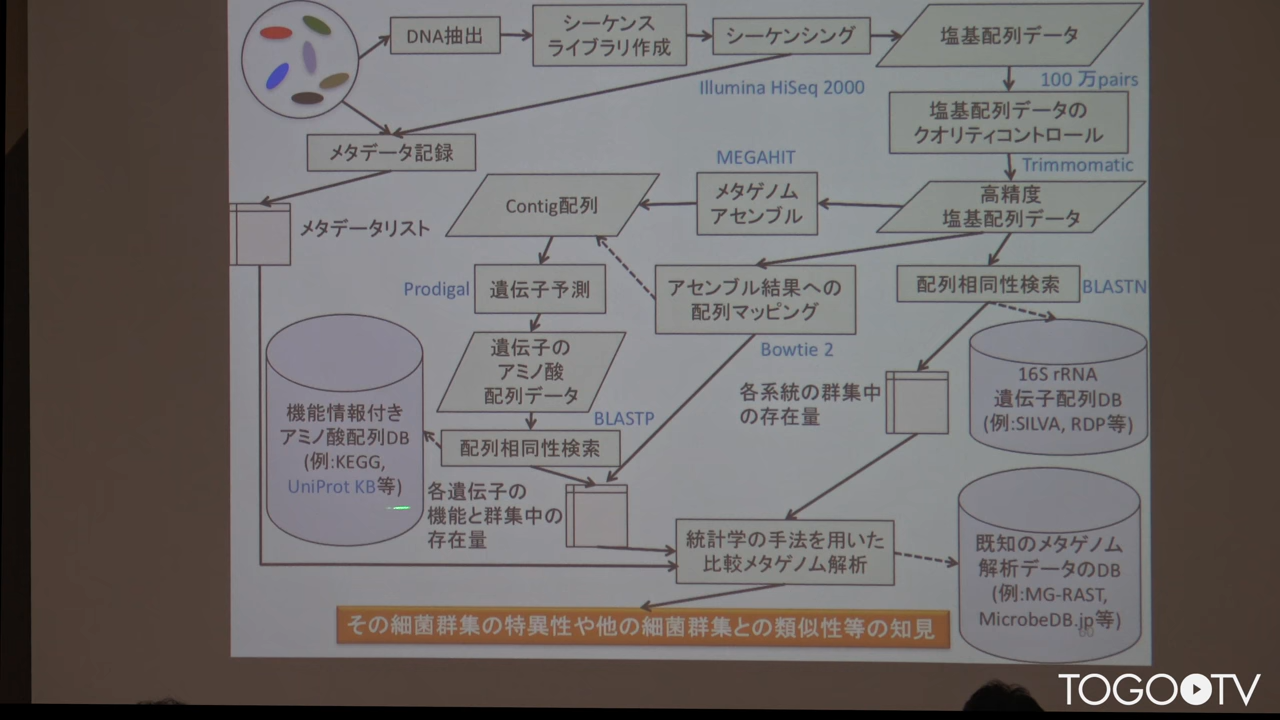 DNA抽出
シーケンス
ライブラリ作成
シーケンシング
塩基配列データ
Illumina HiSeq 2000
100 万pairs
塩基配列データの
クオリティコントロール
メタデータ記録
MEGAHIT
Trimmomatic
メタゲノム
アセンブル
Contig配列
高精度
塩基配列データ
メタデータリスト
Prodigal
遺伝子予測
アセンブル結果への
配列マッピング
配列相同性検索
BLASTN
Bowtie 2
遺伝子の
アミノ酸
配列データ
各系統の群集中
の存在量
16S rRNA
遺伝子配列DB
(例:SILVA, RDP等)
機能情報付き
アミノ酸配列DB
(例:KEGG,
UniProt KB等)
BLASTP
配列相同性検索
各遺伝子の
機能と群集中の
存在量
統計学の手法を用いた
比較メタゲノム解析
既知のメタゲノム
解析データのDB
(例:MG-RAST,
MicrobeDB.jp等)
60
その細菌群集の特異性や他の細菌群集との類似性等の知見
TOGOTV